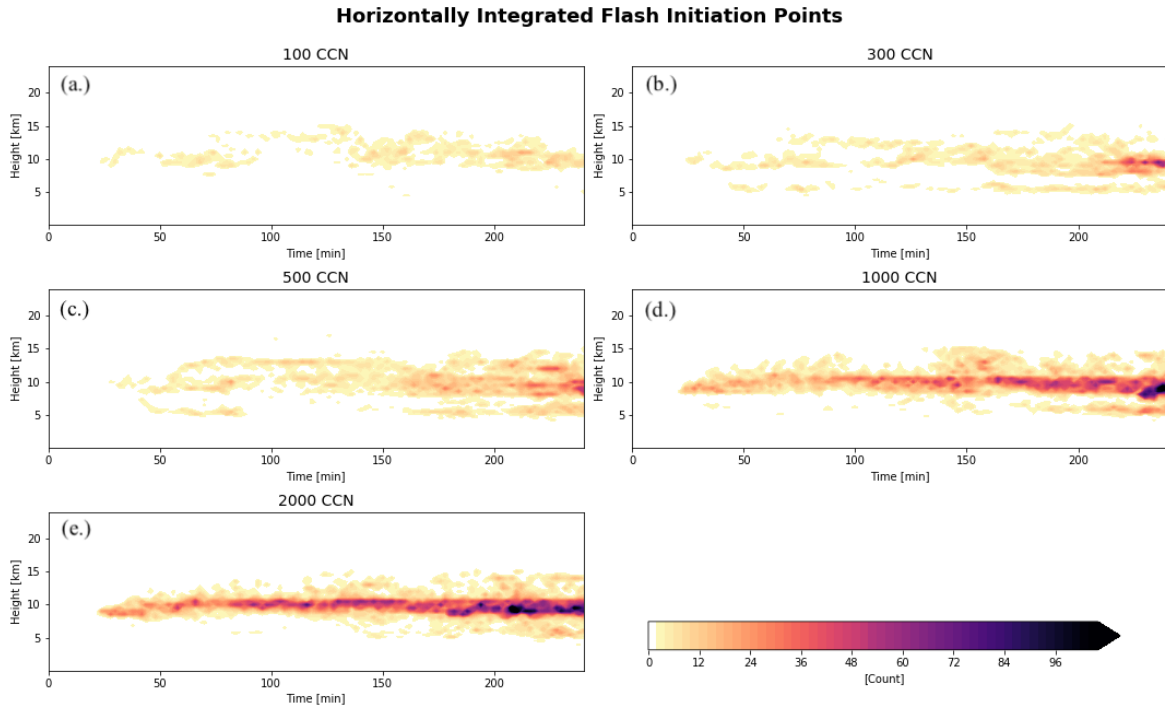 Horizontally Integrated Flash Initiation Points
100 CCN
(a.)
Height [km]
20
15
10
5
0
50
100
150
200
Time [min]
300 CCN
(b.)
Height [km]
20
15
10
5
0
50
100
150
200
Time [min]
500 CCN
(c.)
Height [km]
20
15
10
5
0
50
100
150
200
Time [min]
1000 CCN
(d.)
Height [km]
20
15
10
5
0
50
100
150
200
Time [min]
2000 CCN
(e.)
Height [km]
20
15
10
5
0
50
100
150
200
Time [min]
0
12
24
36
48
60
72
84
96
[Count]